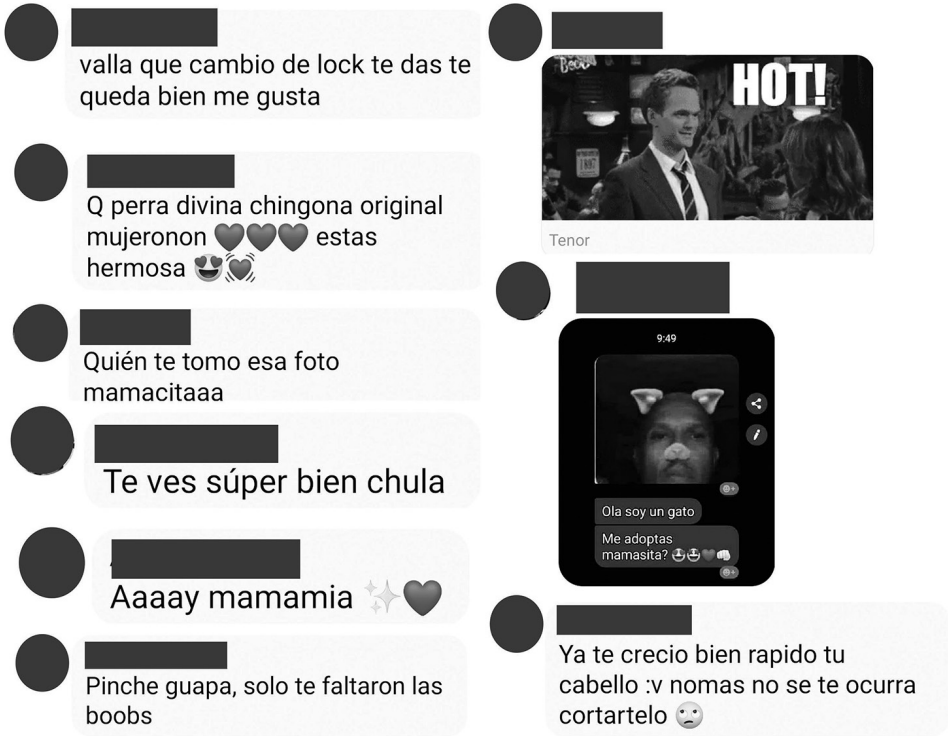 valla que cambio de lock te das te
queda bien me gusta
Q perra divina chingona original
mujeronon ❤❤❤ estas
hermosa 😍💓
Quién te tomo esa foto
mamacitaaa
Te ves súper bien chula
Aaaay mamamia ✨❤
Pinche guapa, solo te faltaron las
boobs
HOT!
1897
Tenor
9:49
Ola soy un gato
Me adoptas
mamasita? 🤩🤩❤👊
Ya te crecio bien rapido tu
cabello :v nomas no se te ocurra
cortartelo 🙄